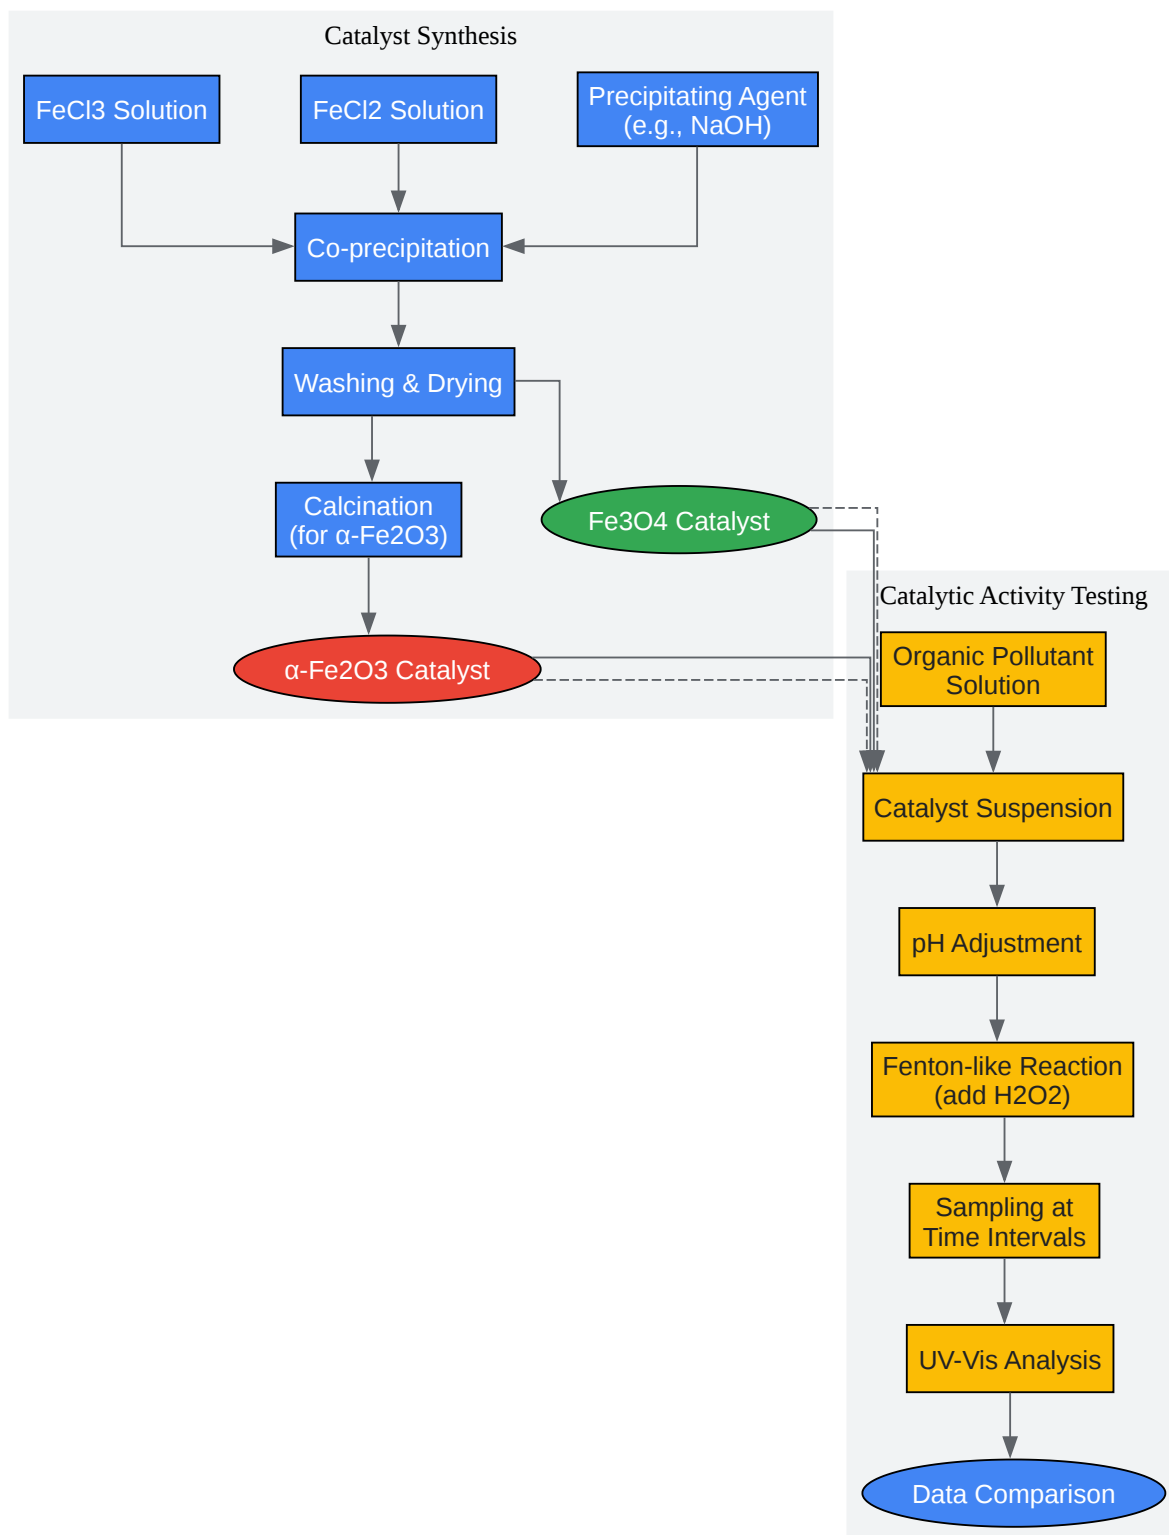 Catalyst Synthesis
FeCl3 Solution
FeCl2 Solution
Precipitating Agent
(e.g., NaOH)
Co-precipitation
Washing & Drying
Calcination
(for α-Fe2O3)
Fe3O4 Catalyst
α-Fe2O3 Catalyst
Catalytic Activity Testing
Organic Pollutant
Solution
Catalyst Suspension
pH Adjustment
Fenton-like Reaction
(add H2O2)
Sampling at
Time Intervals
UV-Vis Analysis
Data Comparison